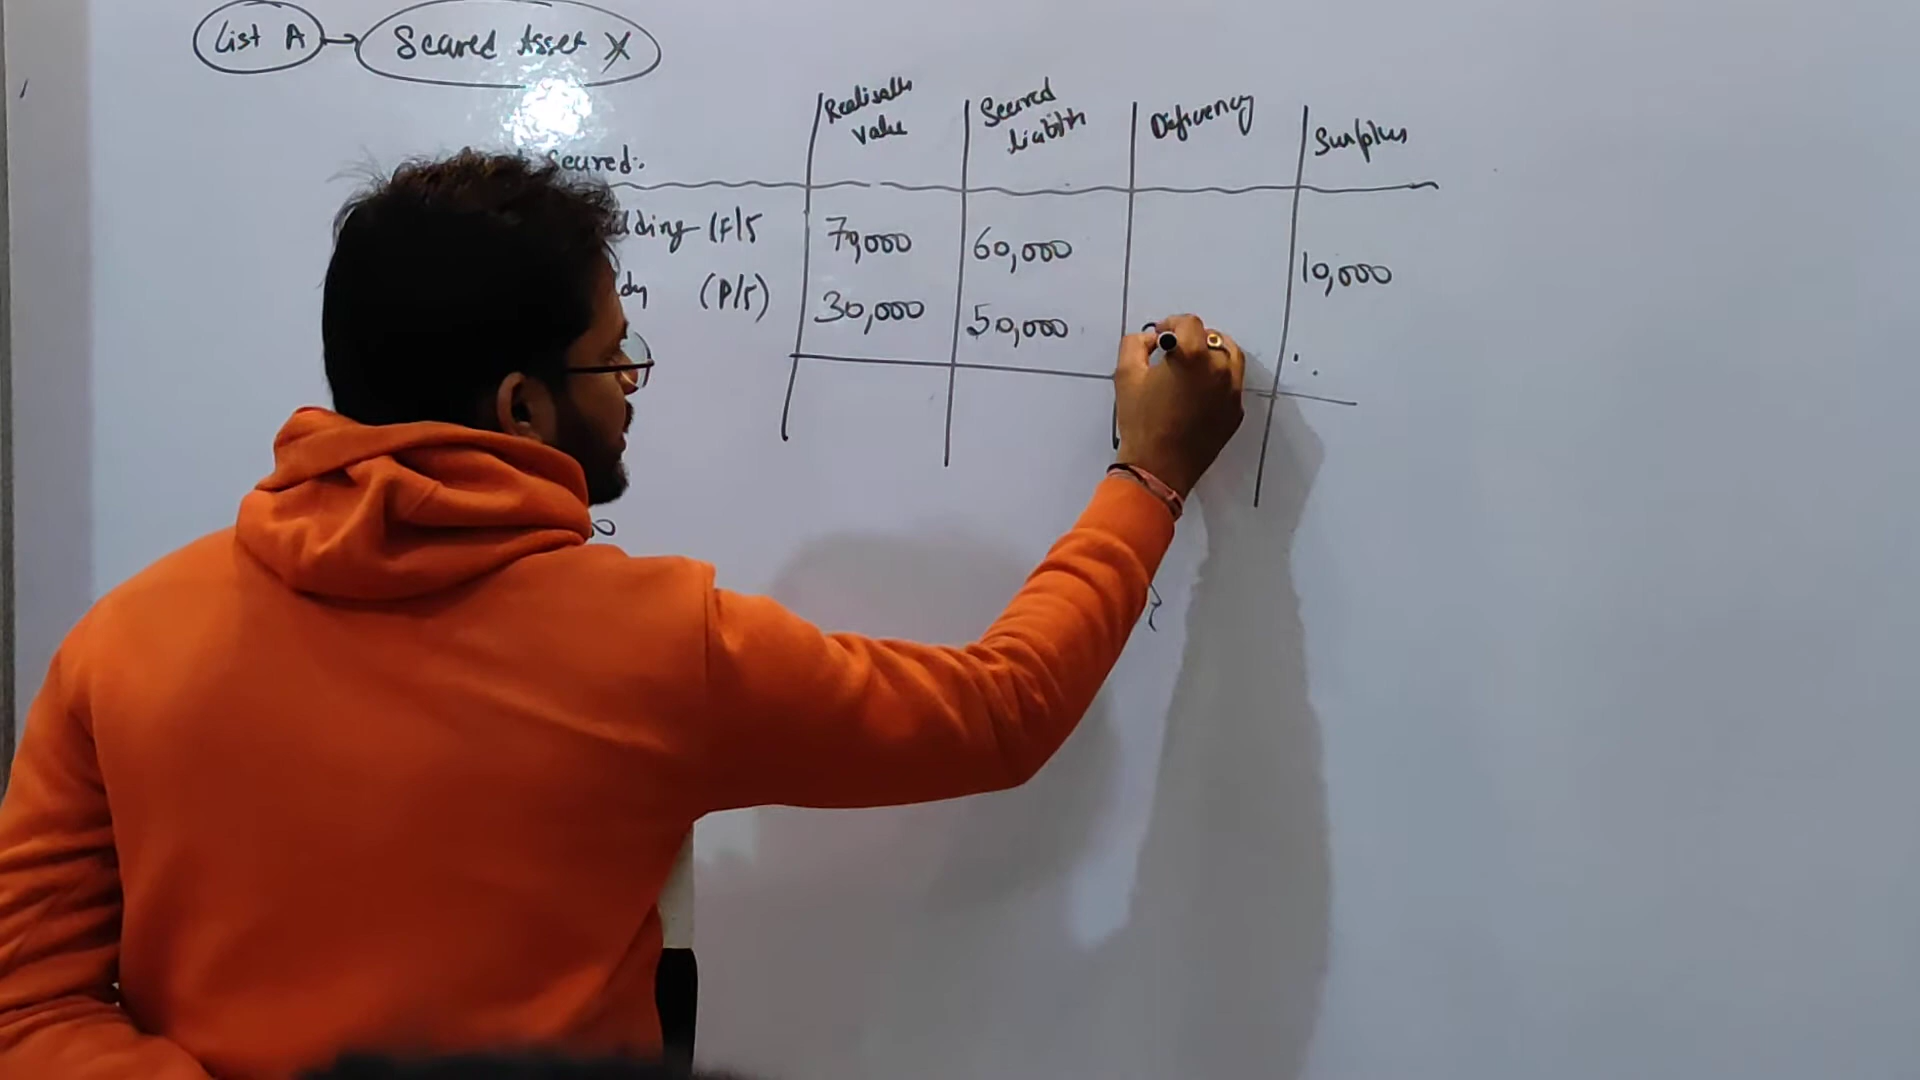 List A → Secured Asset X
Realisable Value
Secured liability
Deficiency
Surplus
Secured:-
ilding (F/S
70,000
60,000
10,000
(P/S)
30,000
50,000